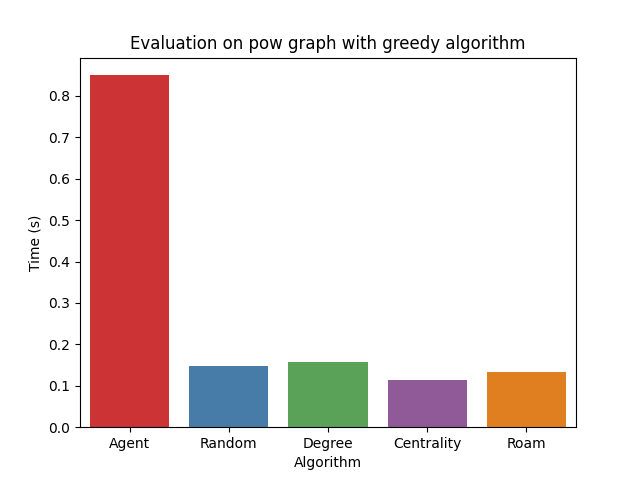 Evaluation on pow graph with greedy algorithm
Time (s)
0.8
0.7
0.6
0.5
0.4
0.3
0.2
0.1
0.0
Agent Random Degree Centrality Roam
Algorithm